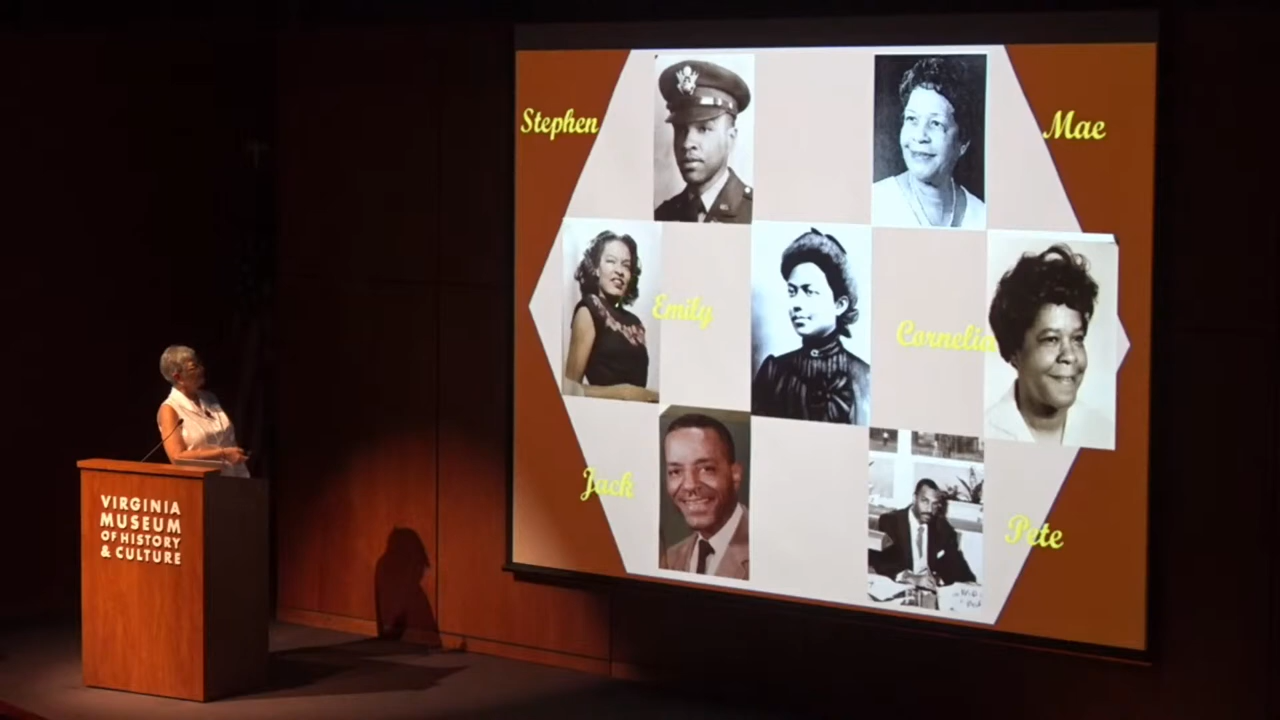 Stephen
Mae
Emily
Cornelia
Jack
Pete
VIRGINIA
MUSEUM
OF HISTORY
& CULTURE